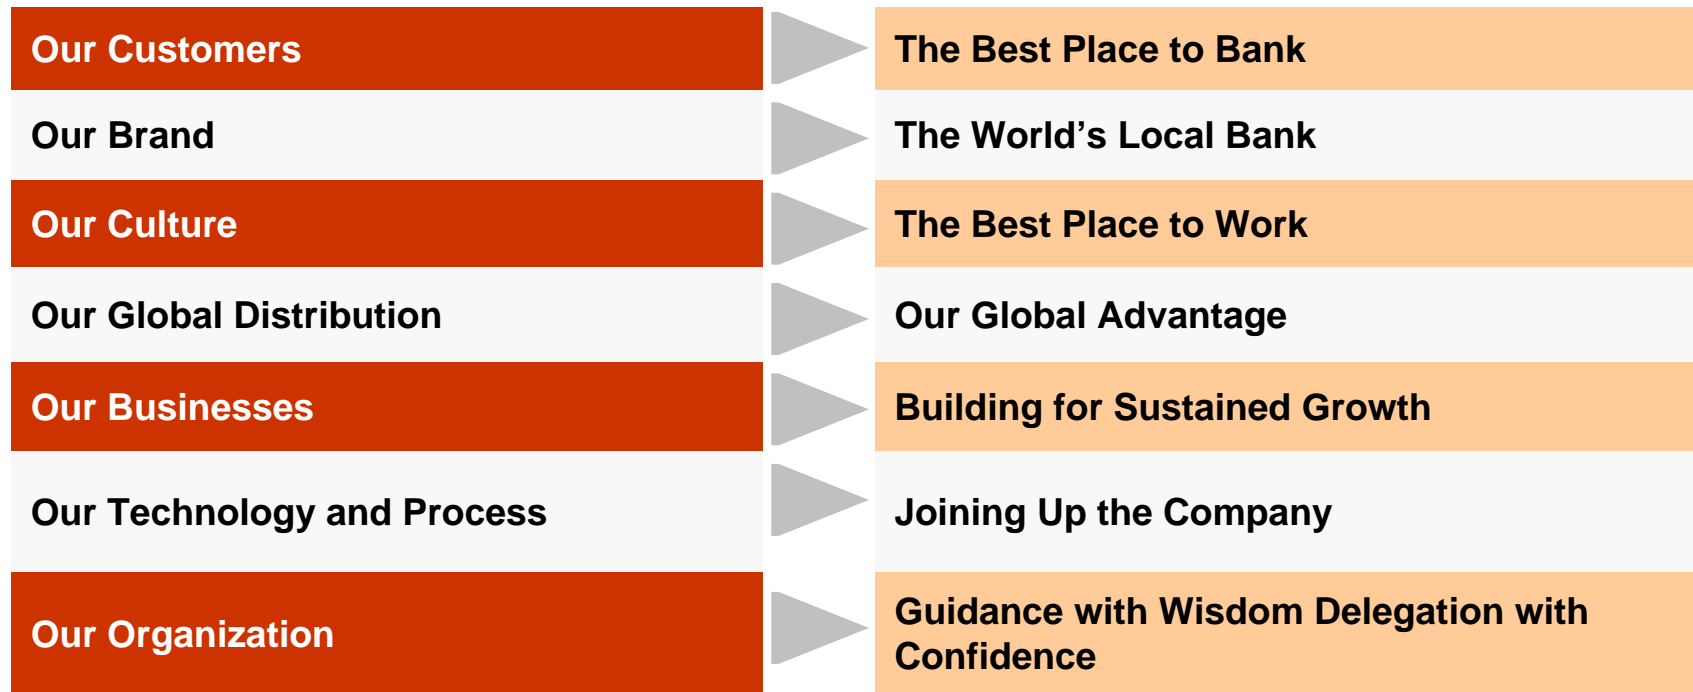 Our Customers
The Best Place to Bank
Our Brand
The World’s Local Bank
Our Culture
The Best Place to Work
Our Global Distribution
Our Global Advantage
Our Businesses
Building for Sustained Growth
Our Technology and Process
Joining Up the Company
Our Organization
Guidance with Wisdom Delegation with
Confidence